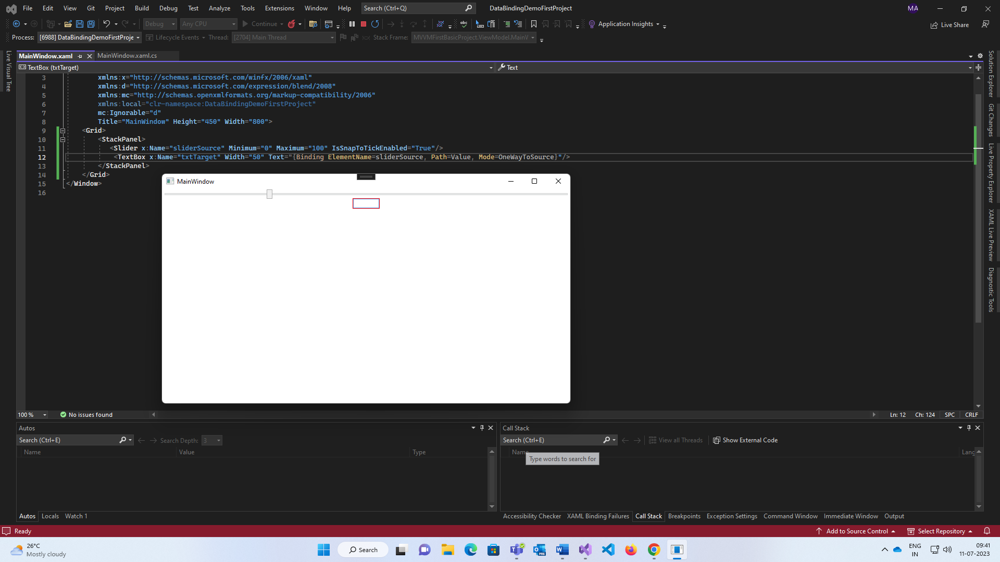 File Edit View Git Project Build Debug Test Analyze Tools Extensions Window Help Search (Ctrl+Q) DataBindingDemoFirstProject MA
Debug Any CPU Continue Application Insights Live Share
Process: [6988] DataBindingDemoFirstProje Lifecycle Events Thread: [2704] Main Thread Stack Frame: MVVMFirstBasicProject.ViewModel.MainV
MainWindow.xaml MainWindow.xaml.cs
TextBox (txtTarget) Text
3 xmlns:x="http://schemas.microsoft.com/winfx/2006/xaml"
4 xmlns:d="http://schemas.microsoft.com/expression/blend/2008"
5 xmlns:mc="http://schemas.openxmlformats.org/markup-compatibility/2006"
6 xmlns:local="clr-namespace:DataBindingDemoFirstProject"
7 mc:Ignorable="d"
8 Title="MainWindow" Height="450" Width="800">
9 <Grid>
10 <StackPanel>
11 <Slider x:Name="sliderSource" Minimum="0" Maximum="100" IsSnapToTickEnabled="True"/>
12 <TextBox x:Name="txtTarget" Width="50" Text="{Binding ElementName=sliderSource, Path=Value, Mode=OneWayToSource}"/>
13 </StackPanel>
14 </Grid>
15 </Window>
16
MainWindow
Live Visual Tree
Solution Explorer
Git Changes
Live Property Explorer
XAML Live Preview
Diagnostic Tools
100 % No issues found Ln: 12 Ch: 124 SPC CRLF
Autos
Search (Ctrl+E) Search Depth: 3
Name Value Type
Autos Locals Watch 1
Call Stack
Search (Ctrl+E) View all Threads Show External Code
Name Lang
Type words to search for
Accessibility Checker XAML Binding Failures Call Stack Breakpoints Exception Settings Command Window Immediate Window Output
Ready Add to Source Control Select Repository
26°C
Mostly cloudy
Search
PRE
ENG
IN
09:41
11-07-2023